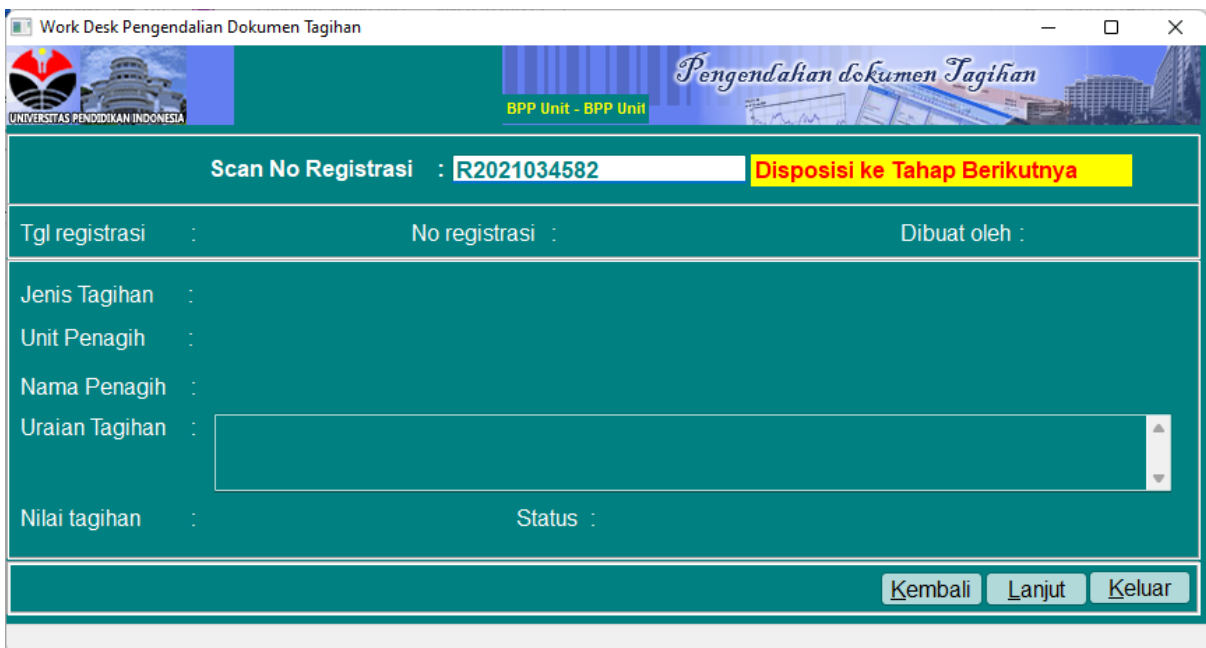 Work Desk Pengendalian Dokumen Tagihan
Pengendalian dokumen Tagihan
BPP Unit - BPP Unit
UNIVERSITAS PENDIDIKAN INDONESIA
Scan No Registrasi : R2021034582 Disposisi ke Tahap Berikutnya
Tgl registrasi : No registrasi : Dibuat oleh :
Jenis Tagihan :
Unit Penagih :
Nama Penagih :
Uraian Tagihan :
Nilai tagihan : Status :
Kembali Lanjut Keluar